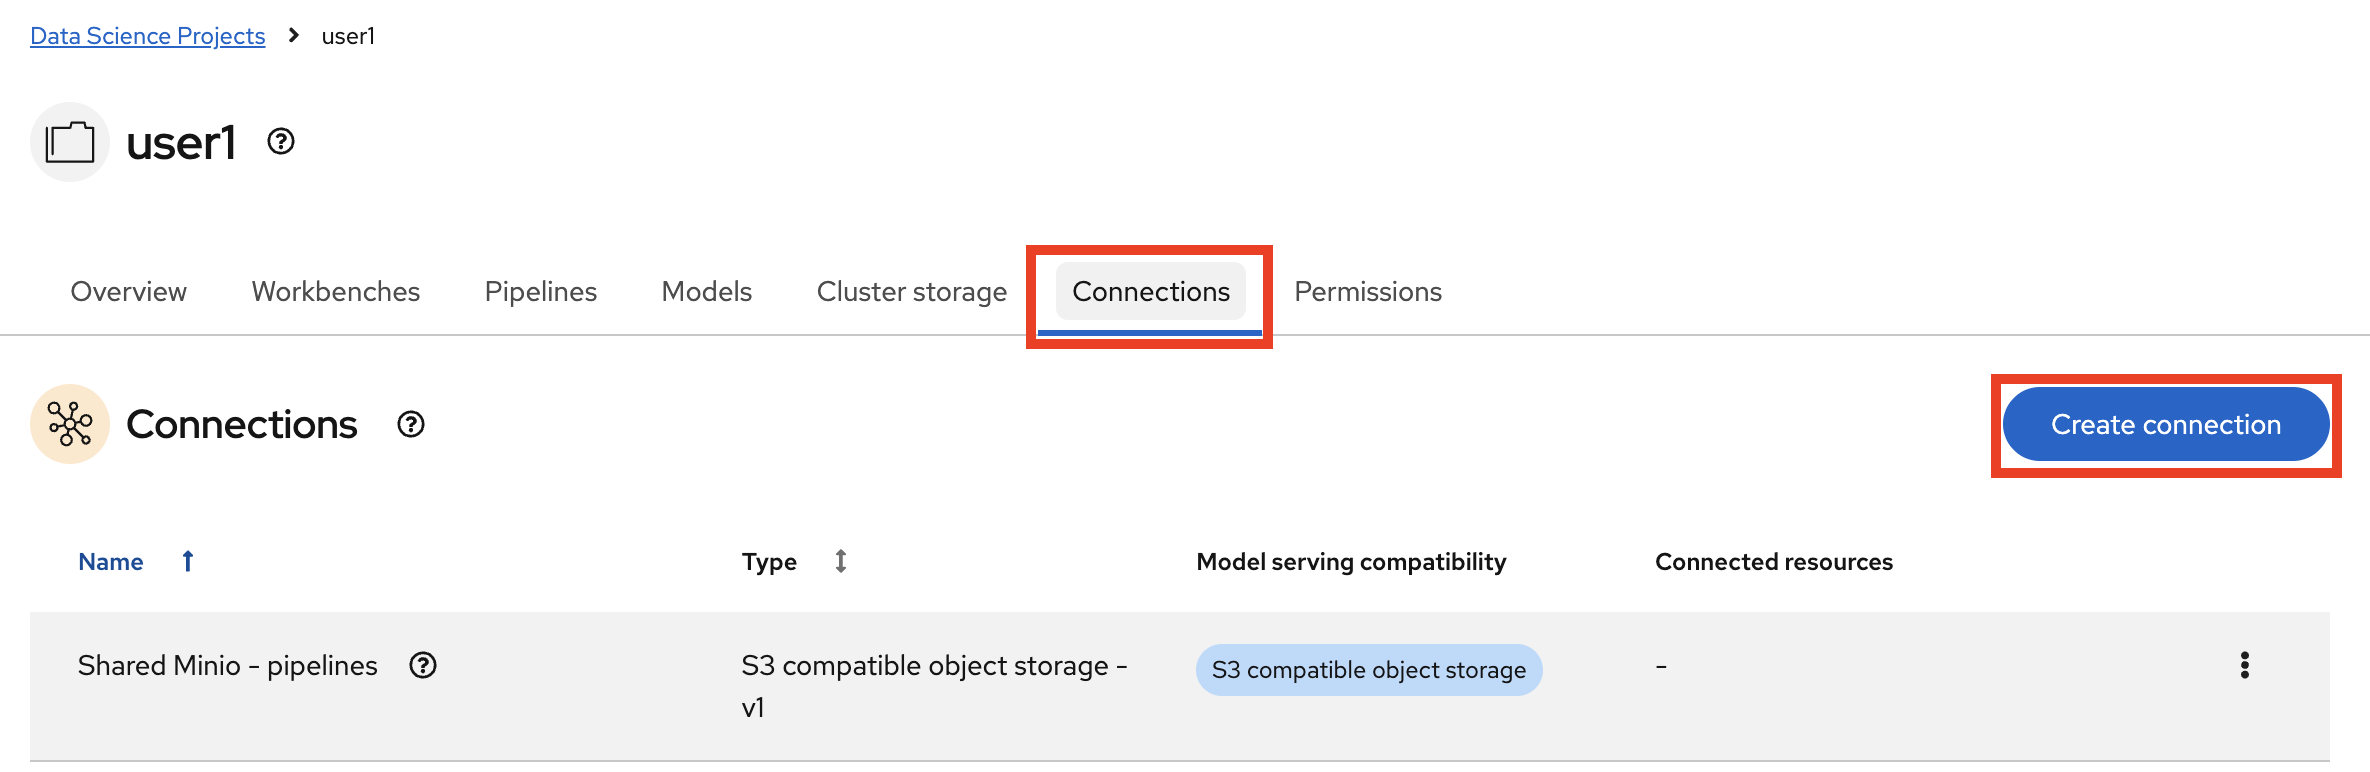 Data Science Projects > user1
user1
Overview Workbenches Pipelines Models Cluster storage Connections Permissions
Connections
Create connection
Name Type Model serving compatibility Connected resources
Shared Minio - pipelines S3 compatible object storage - S3 compatible object storage -
v1